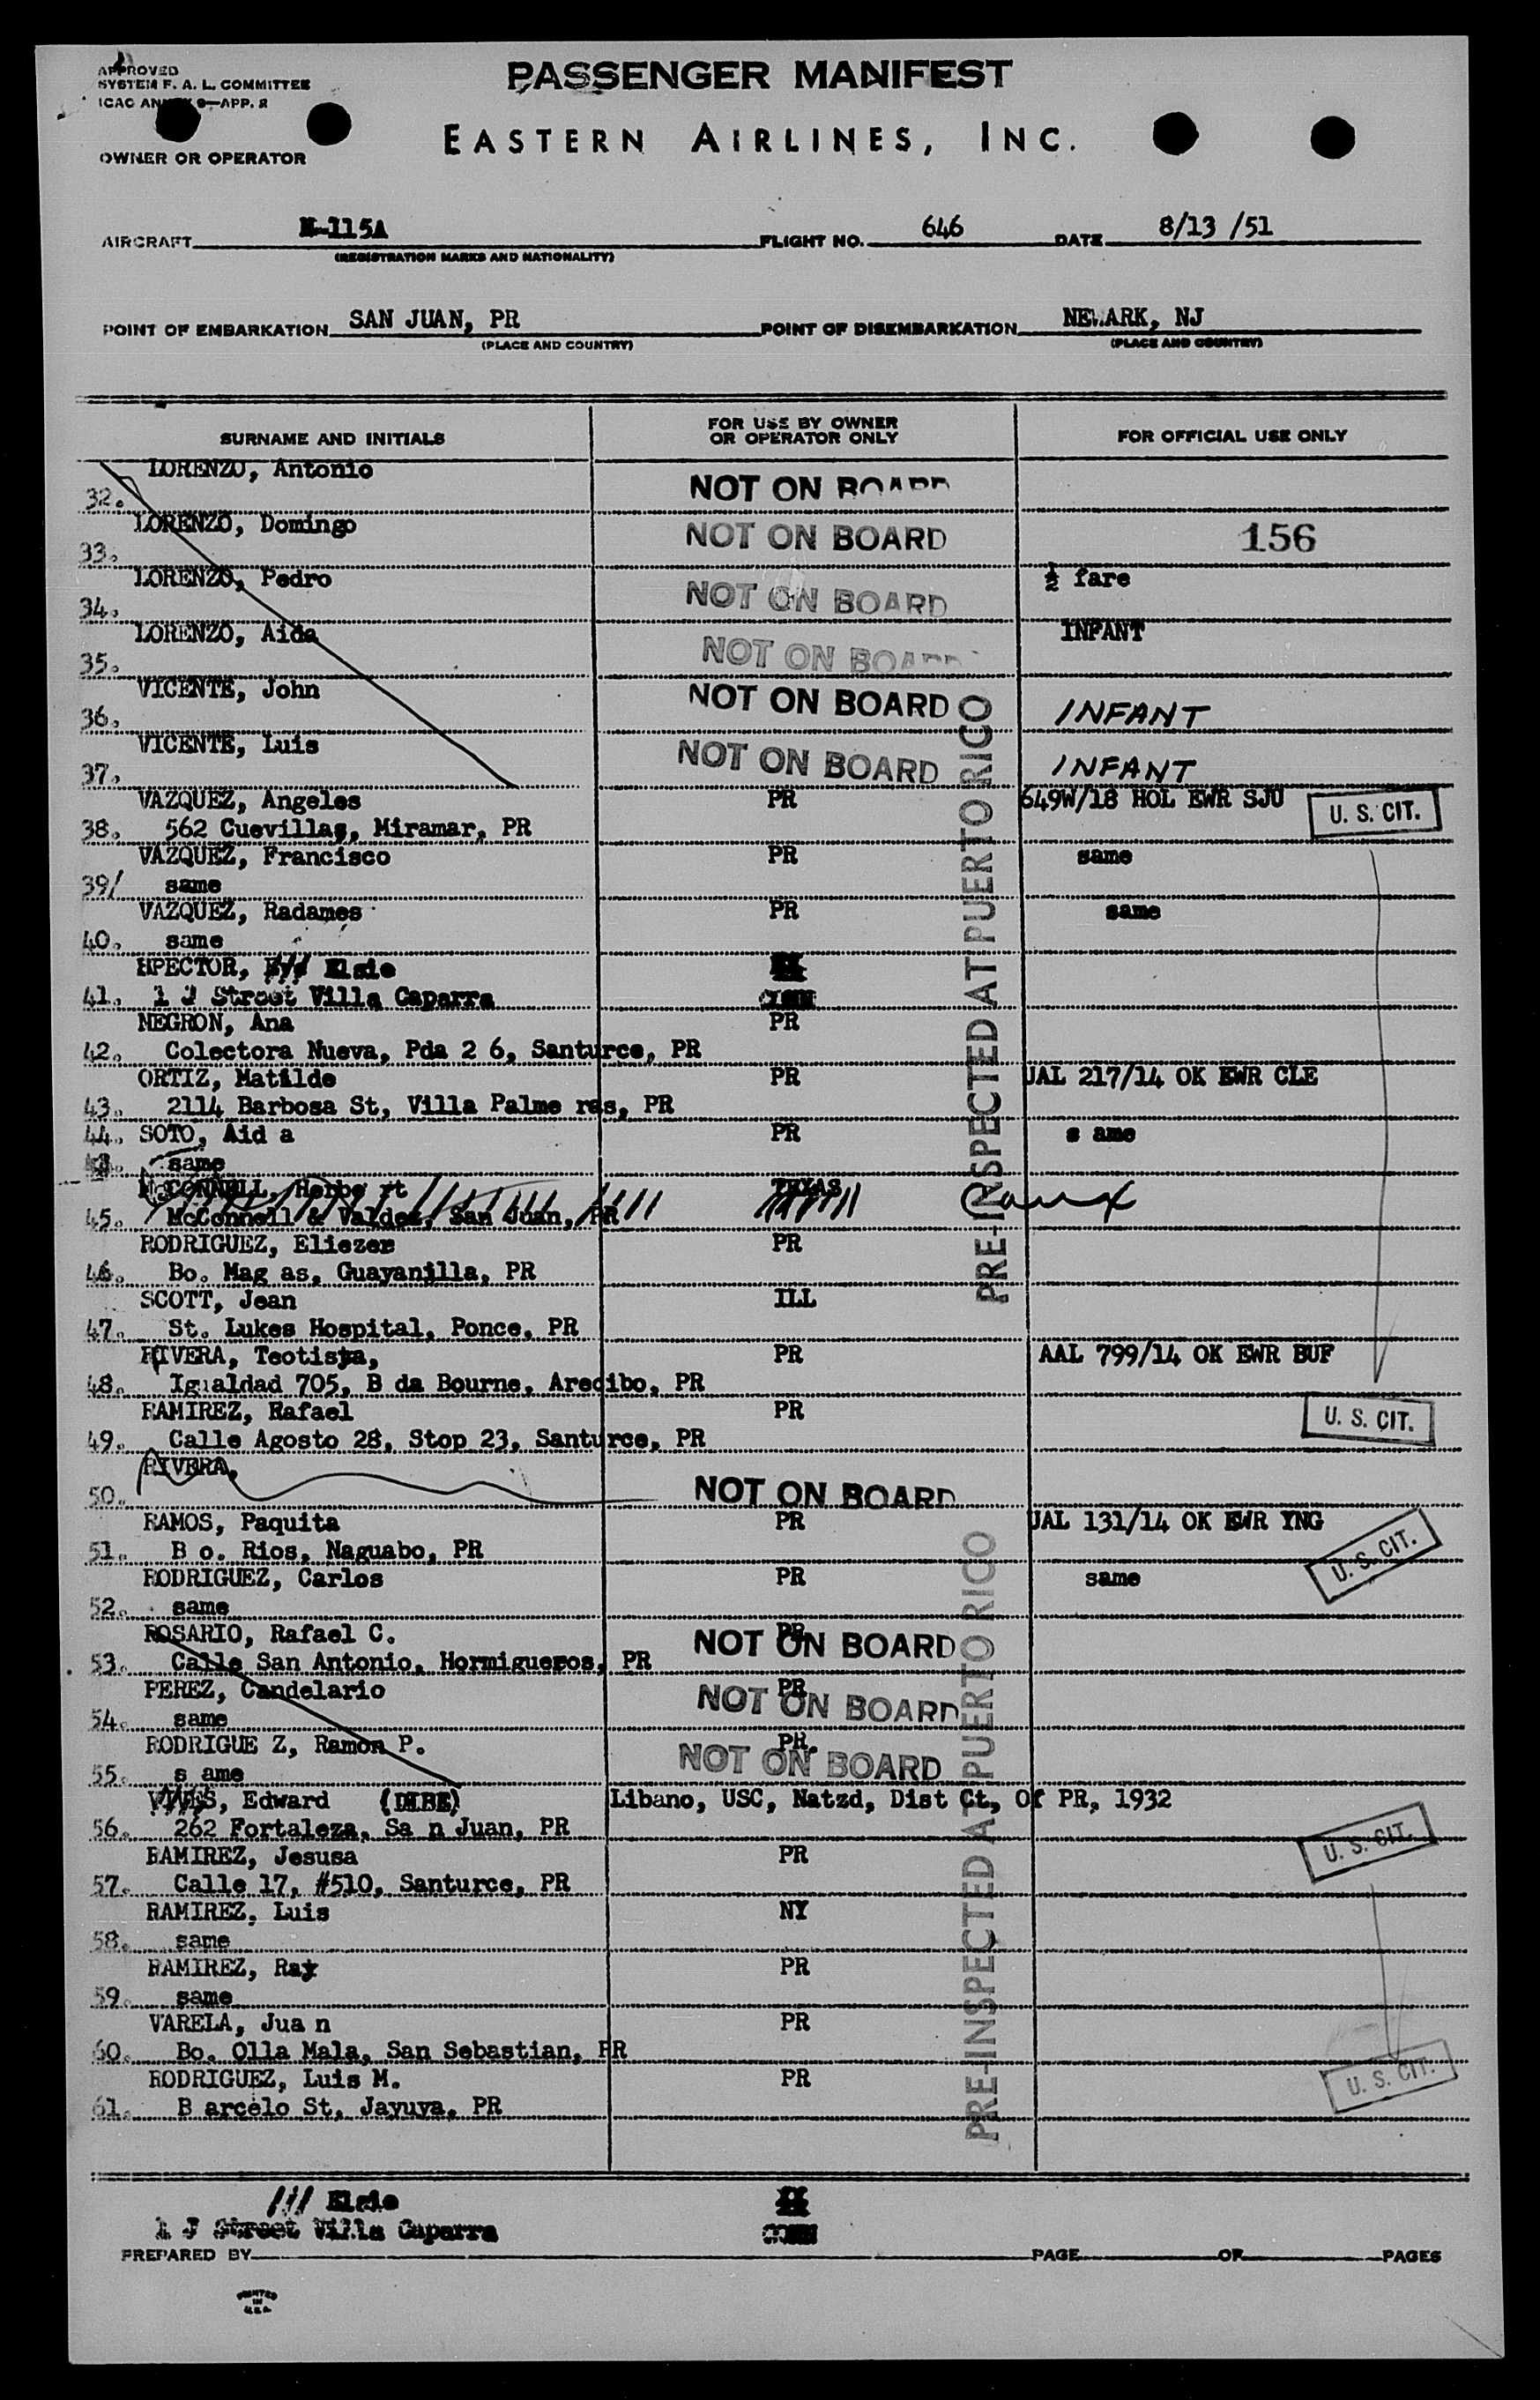 APPROVED
SYSTEM F. A. L. COMMITTEE
ICAO ANNEX 9—APP. 2
PASSENGER MANIFEST
EASTERN AIRLINES, INC.
OWNER OR OPERATOR
AIRCRAFT N-115A FLIGHT NO. 646 DATE 8/13 /51
(REGISTRATION MARKS AND NATIONALITY)
POINT OF EMBARKATION SAN JUAN, PR POINT OF DISEMBARKATION NEWARK, NJ
(PLACE AND COUNTRY) (PLACE AND COUNTRY)
SURNAME AND INITIALS FOR USE BY OWNER OR OPERATOR ONLY FOR OFFICIAL USE ONLY
LORENZO, Antonio
32. NOT ON BOARD
LORENZO, Domingo
33. NOT ON BOARD 156
LORENZO, Pedro ½ fare
34. NOT ON BOARD
LORENZO, Aida INFANT
35. NOT ON BOARD
VICENTE, John
36. NOT ON BOARD INFANT
VICENTE, Luis
37. NOT ON BOARD INFANT
VAZQUEZ, Angeles PR 649W/18 HOL EWR SJU
38. 562 Cuevillas, Miramar, PR U. S. CIT.
VAZQUEZ, Francisco PR same
39/ same
VAZQUEZ, Radames PR same
40. same
HPECTOR, Elsie
41. 1 J Street Villa Caparra
NEGRON, Ana PR
42. Colectora Nueva, Pda 2 6, Santurce, PR
ORTIZ, Matilde PR UAL 217/14 OK EWR CLE
43. 2114 Barbosa St, Villa Palme ras, PR
44. SOTO, Aid a PR s ame
same
McCONNELL, Herbe rt TEXAS
45. McConnell & Valdes, San Juan, PR
RODRIGUEZ, Eliezer PR
46. Bo. Mag as, Guayanilla, PR
SCOTT, Jean ILL
47. St. Lukes Hospital, Ponce, PR
RIVERA, Teotista, PR AAL 799/14 OK EWR BUF
48. Igualdad 705, B da Bourne, Arecibo, PR
RAMIREZ, Rafael PR U. S. CIT.
49. Calle Agosto 28, Stop 23, Santurce, PR
RIVERA,
50. NOT ON BOARD
RAMOS, Paquita PR UAL 131/14 OK EWR YNG
51. B o. Rios, Naguabo, PR U. S. CIT.
RODRIGUEZ, Carlos PR same
52. same
ROSARIO, Rafael C. PR NOT ON BOARD
53. Calle San Antonio, Hormigueros, PR
PEREZ, Candelario PR NOT ON BOARD
54. same
RODRIGUE Z, Ramon P. PR. NOT ON BOARD
55. s ame
VIVES, Edward (DIBE) Libano, USC, Natzd, Dist Ct, Of PR, 1932
56. 262 Fortaleza, Sa n Juan, PR U. S. CIT.
RAMIREZ, Jesusa PR
57. Calle 17, #510, Santurce, PR
RAMIREZ, Luis NY
58. same
RAMIREZ, Ray PR
59. same
VARELA, Jua n PR
60. Bo. Olla Mala, San Sebastian, PR
RODRIGUEZ, Luis M. PR U. S. CIT.
61. B arcelo St, Jayuya, PR
PRE-INSPECTED AT PUERTO RICO
PRE-INSPECTED AT PUERTO RICO
Elsie
1 J Street Villa Caparra
PREPARED BY PAGE OF PAGES
PRINTED
IN
U.S.A.